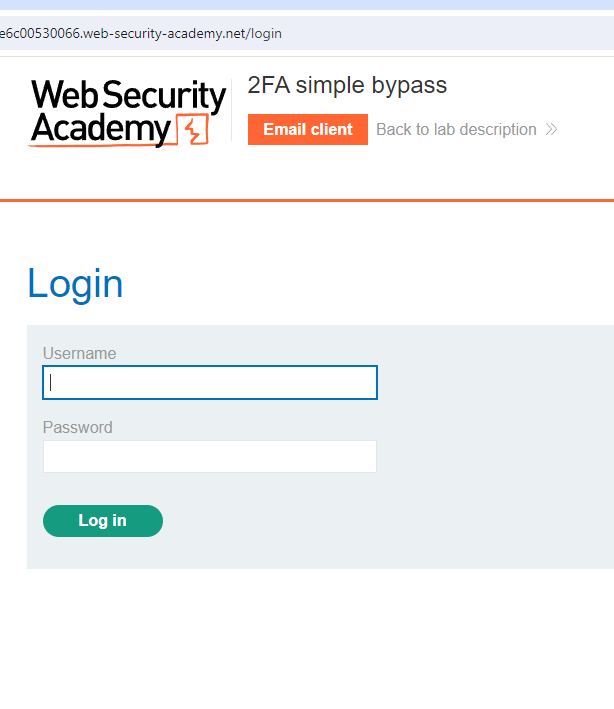 e6c00530066.web-security-academy.net/login
Web Security
Academy
2FA simple bypass
Email client
Back to lab description
Login
Username
Password
Log in